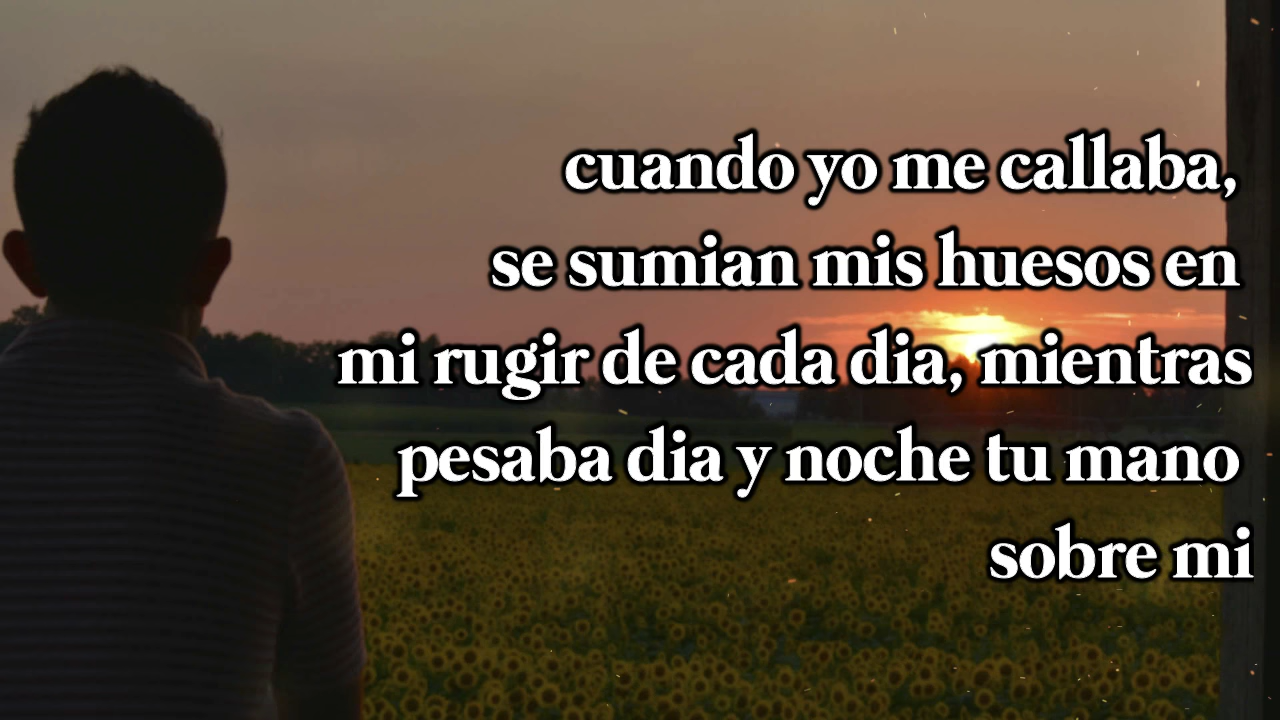 cuando yo me callaba,
se sumian mis huesos en
mi rugir de cada dia, mientras
pesaba dia y noche tu mano
sobre mi